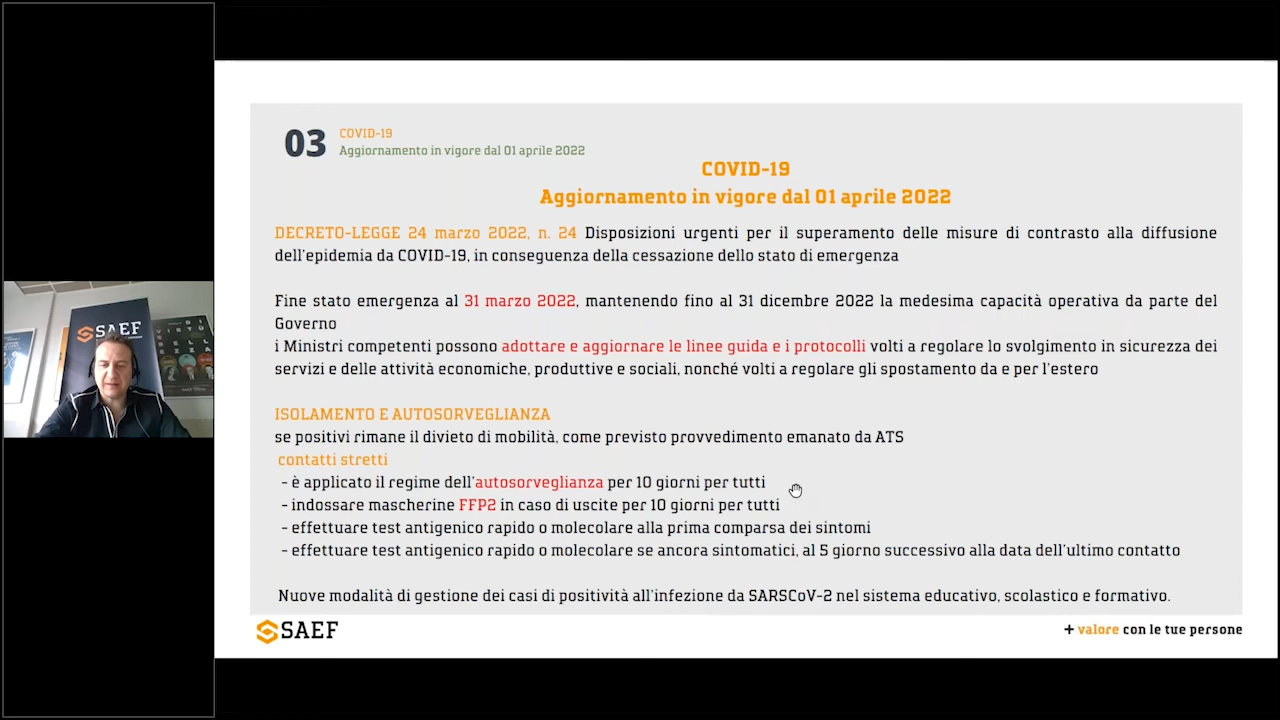 03
COVID-19
Aggiornamento in vigore dal 01 aprile 2022
COVID-19
Aggiornamento in vigore dal 01 aprile 2022
DECRETO-LEGGE 24 marzo 2022, n. 24 Disposizioni urgenti per il superamento delle misure di contrasto alla diffusione
dell'epidemia da COVID-19, in conseguenza della cessazione dello stato di emergenza
Fine stato emergenza al 31 marzo 2022, mantenendo fino al 31 dicembre 2022 la medesima capacità operativa da parte del
Governo
i Ministri competenti possono adottare e aggiornare le linee guida e i protocolli volti a regolare lo svolgimento in sicurezza dei
servizi e delle attività economiche, produttive e sociali, nonché volti a regolare gli spostamento da e per l'estero
ISOLAMENTO E AUTOSORVEGLIANZA
se positivi rimane il divieto di mobilità, come previsto provvedimento emanato da ATS
contatti stretti
- è applicato il regime dell'autosorveglianza per 10 giorni per tutti
- indossare mascherine FFP2 in caso di uscite per 10 giorni per tutti
- effettuare test antigenico rapido o molecolare alla prima comparsa dei sintomi
- effettuare test antigenico rapido o molecolare se ancora sintomatici, al 5 giorno successivo alla data dell'ultimo contatto
Nuove modalità di gestione dei casi di positività all'infezione da SARSCoV-2 nel sistema educativo, scolastico e formativo.
SAEF
+ valore con le tue persone
SAEF